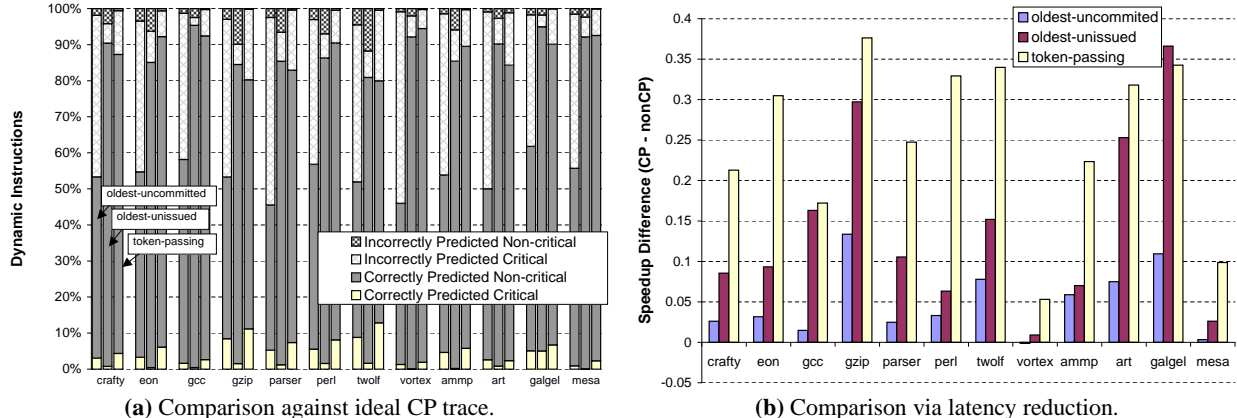 100%
90%
80%
70%
60%
50%
40%
30%
20%
10%
0%
Dynamic Instructions
oldest-uncommitted
oldest-unissued
token-passing
Incorrectly Predicted Non-critical
Incorrectly Predicted Critical
Correctly Predicted Non-critical
Correctly Predicted Critical
crafty eon gcc gzip parser perl twolf vortex ammp art galgel mesa
(a) Comparison against ideal CP trace.
0.4
0.35
0.3
0.25
0.2
0.15
0.1
0.05
0
-0.05
Speedup Difference (CP - nonCP)
oldest-uncommited
oldest-unissued
token-passing
crafty eon gcc gzip parser perl twolf vortex ammp art galgel mesa
(b) Comparison via latency reduction.